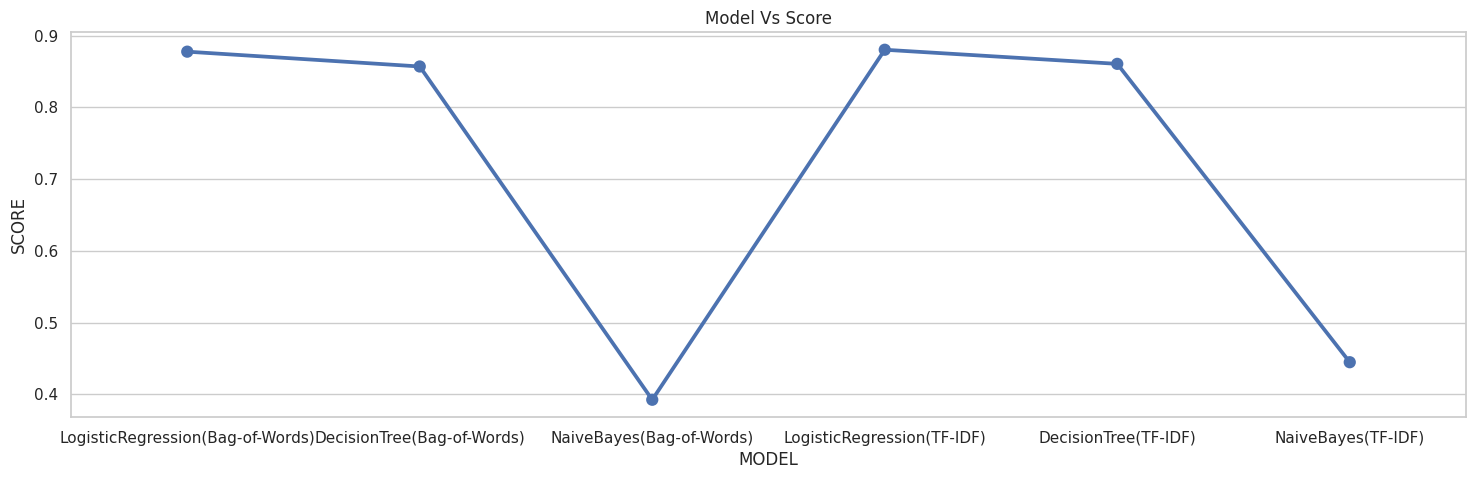 Model Vs Score
SCORE
0.9
0.8
0.7
0.6
0.5
0.4
LogisticRegression(Bag-of-Words) DecisionTree(Bag-of-Words) NaiveBayes(Bag-of-Words) LogisticRegression(TF-IDF) DecisionTree(TF-IDF) NaiveBayes(TF-IDF)
MODEL